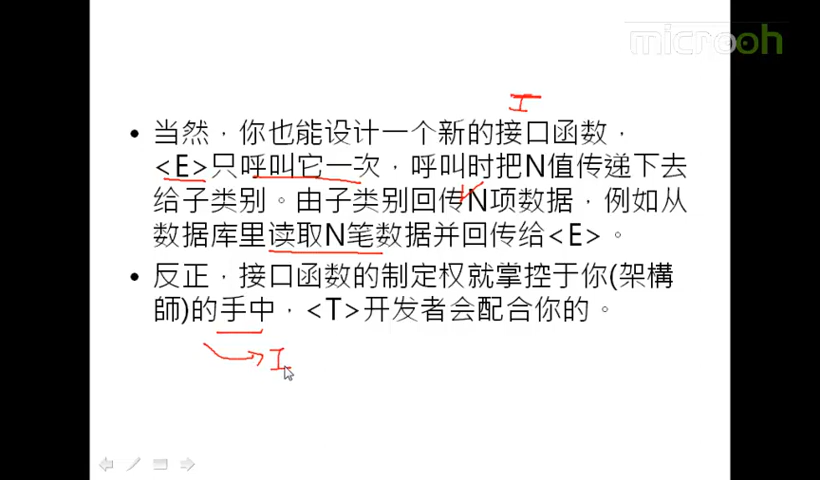 microoh
I
• 当然，你也能设计一个新的接口函数，
<E>只呼叫它一次，呼叫时把N值传递下去
给子类别。由子类别回传N项数据，例如从
数据库里读取N笔数据并回传给<E>。
• 反正，接口函数的制定权就掌控于你(架構
師)的手中，<T>开发者会配合你的。
I